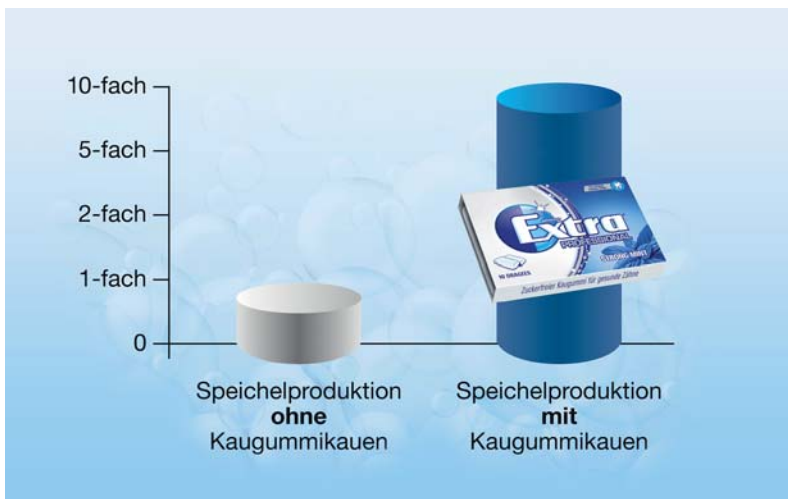 10-fach
5-fach
2-fach
1-fach
0
Extra
PROFESSIONAL
STRONG MINT
10 DRAGEES
Zuckerfreier Kaugummi für gesunde Zähne
Speichelproduktion
ohne
Kaugummikauen
Speichelproduktion
mit
Kaugummikauen